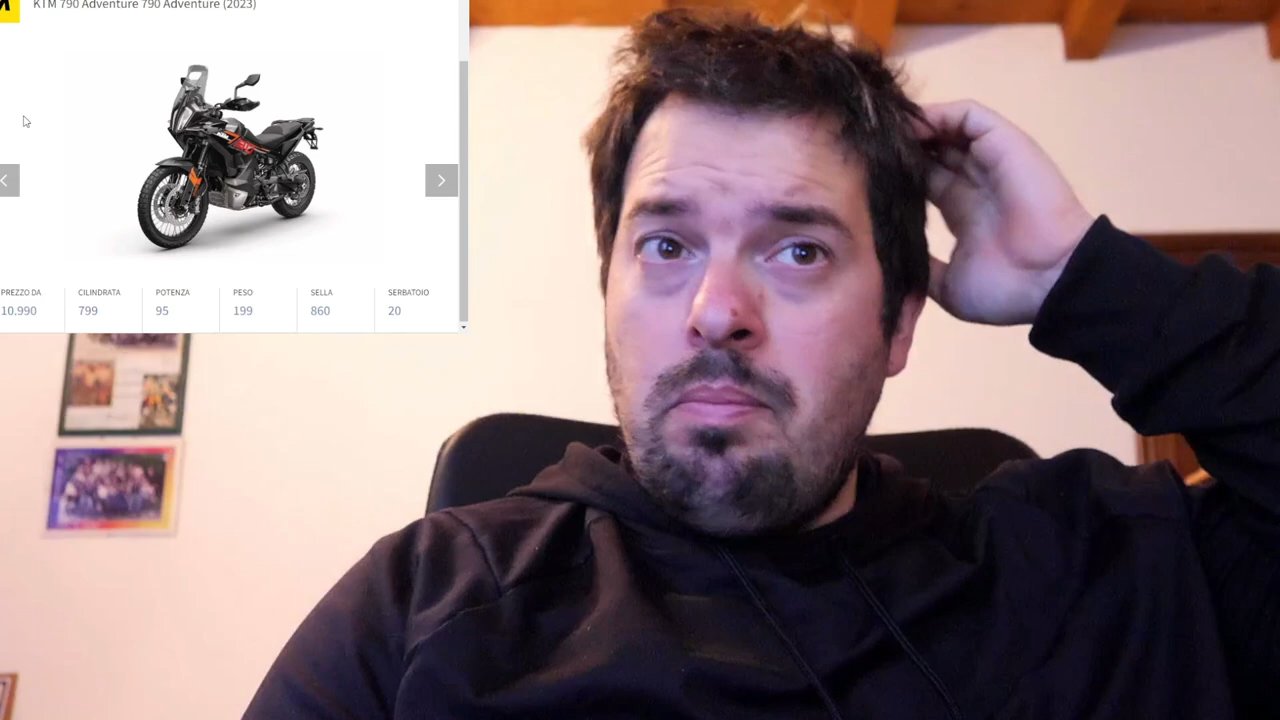 KTM 790 Adventure 790 Adventure (2023)
PREZZO DA CILINDRATA POTENZA PESO SELLA SERBATOIO
10.990 799 95 199 860 20